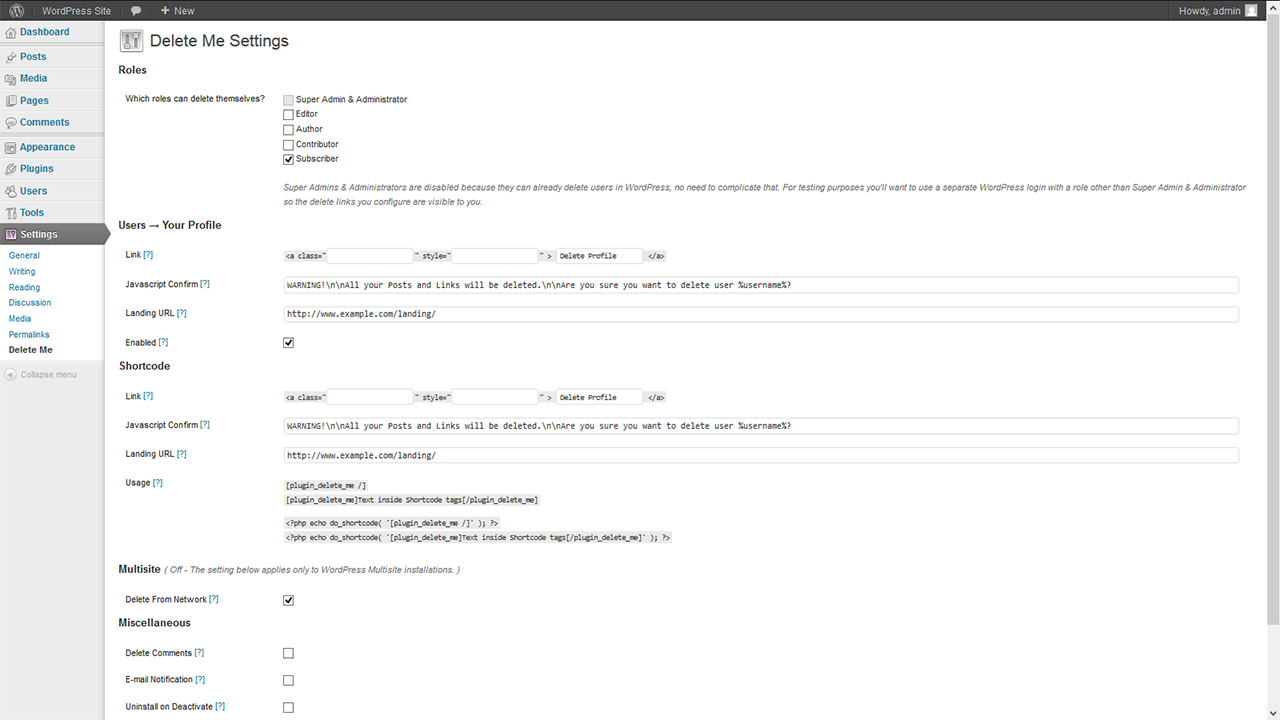 WordPress Site + New Howdy, admin
Dashboard
Posts
Media
Pages
Comments
Appearance
Plugins
Users
Tools
Settings
General
Writing
Reading
Discussion
Media
Permalinks
Delete Me
Collapse menu
Delete Me Settings
Roles
Which roles can delete themselves?
Super Admin & Administrator
Editor
Author
Contributor
Subscriber
Super Admins & Administrators are disabled because they can already delete users in WordPress, no need to complicate that. For testing purposes you'll want to use a separate WordPress login with a role other than Super Admin & Administrator
so the delete links you configure are visible to you.
Users → Your Profile
Link [?] <a class=" " style=" " > Delete Profile </a>
Javascript Confirm [?] WARNING!\n\nAll your Posts and Links will be deleted.\n\nAre you sure you want to delete user %username%?
Landing URL [?] http://www.example.com/landing/
Enabled [?]
Shortcode
Link [?] <a class=" " style=" " > Delete Profile </a>
Javascript Confirm [?] WARNING!\n\nAll your Posts and Links will be deleted.\n\nAre you sure you want to delete user %username%?
Landing URL [?] http://www.example.com/landing/
Usage [?] [plugin_delete_me /]
[plugin_delete_me]Text inside Shortcode tags[/plugin_delete_me]
<?php echo do_shortcode( '[plugin_delete_me /]' ); ?>
<?php echo do_shortcode( '[plugin_delete_me]Text inside Shortcode tags[/plugin_delete_me]' ); ?>
Multisite ( Off - The setting below applies only to WordPress Multisite installations. )
Delete From Network [?]
Miscellaneous
Delete Comments [?]
E-mail Notification [?]
Uninstall on Deactivate [?]